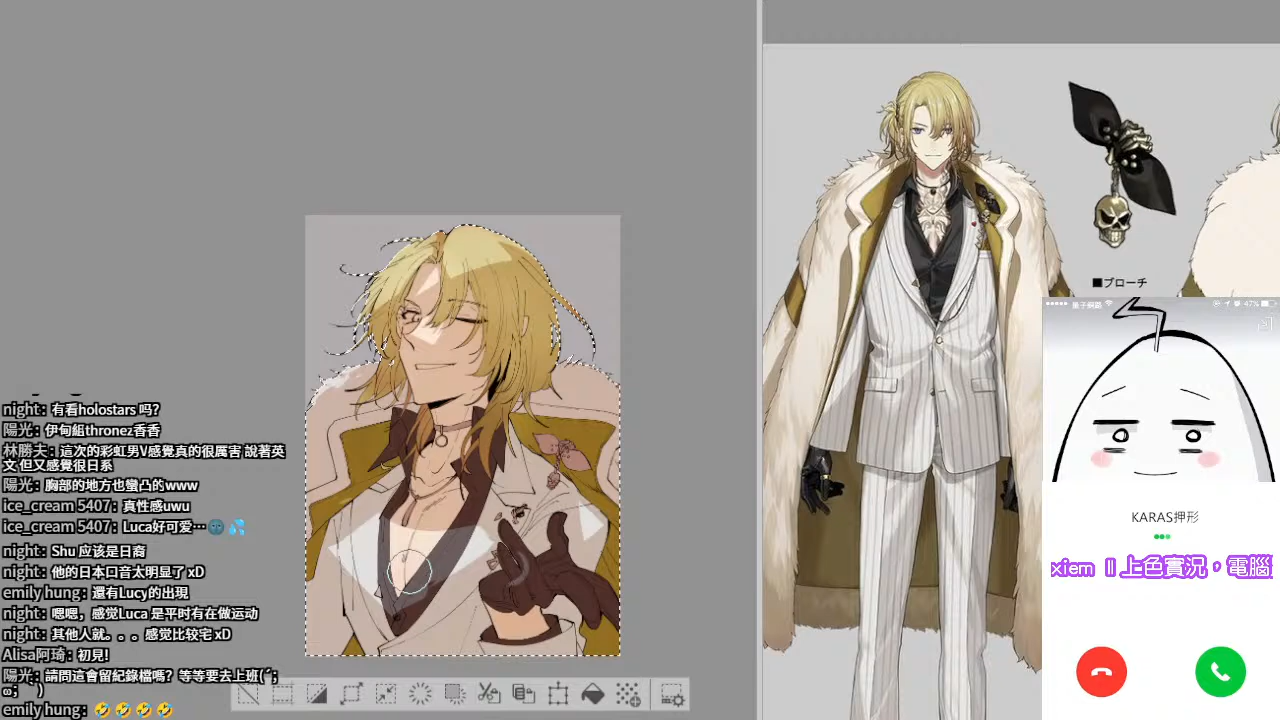 night: 有看holostars 吗?
陽光: 伊甸組thronez香香
林勝夫: 這次的彩虹男V感覺真的很厲害 說著英
文 但又感覺很日系
陽光: 胸部的地方也蠻凸的www
ice_cream 5407: 真性感uwu
ice_cream 5407: Luca好可爱…🌚💦
night: Shu 应该是日裔
night: 他的日本口音太明显了 xD
emily hung: 還有Lucy的出現
night: 嗯嗯，感觉Luca 是平时有在做运动
night: 其他人就。。。感觉比较宅 xD
Alisa阿琦: 初見!
陽光: 請問這會留紀錄檔嗎? 等等要去上班(´;
ω;｀)
emily hung: 🤣🤣🤣🤣
■ブローチ
47%
KARAS押形
xiem II 上色實況，電腦